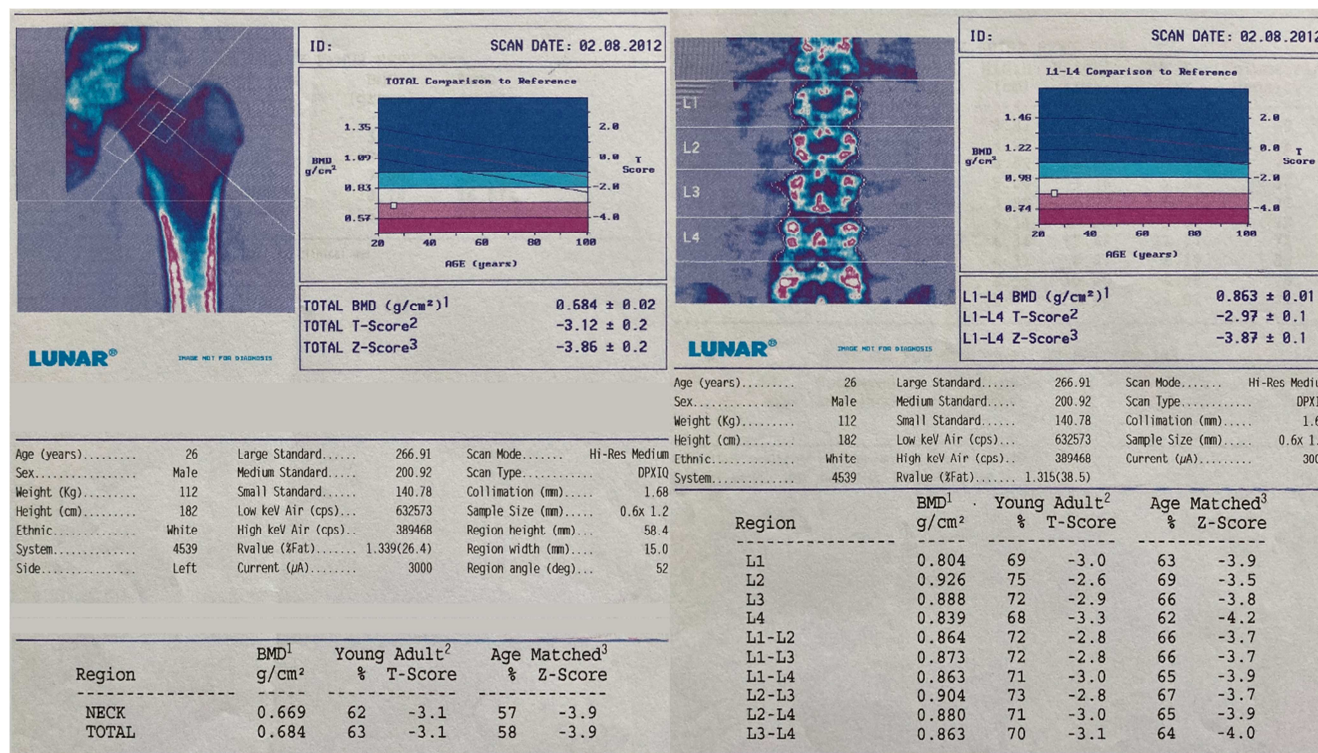 ID: SCAN DATE: 02.08.2012
TOTAL Comparison to Reference
1.35
1.09
0.83
0.57
BMD
g/cm²
2.0
0.0
-2.0
-4.0
T
Score
20 40 60 80 100
AGE (years)
TOTAL BMD (g/cm²)1 0.684 ± 0.02
TOTAL T-Score2 -3.12 ± 0.2
TOTAL Z-Score3 -3.86 ± 0.2
LUNAR® IMAGE NOT FOR DIAGNOSIS
Age (years)......... 26 Large Standard...... 266.91 Scan Mode....... Hi-Res Medium
Sex................ Male Medium Standard..... 200.92 Scan Type............ DPXIQ
Weight (Kg)......... 112 Small Standard...... 140.78 Collimation (mm)..... 1.68
Height (cm)......... 182 Low keV Air (cps)... 632573 Sample Size (mm)..... 0.6x 1.2
Ethnic.............. White High keV Air (cps).. 389468 Region height (mm)... 58.4
System.............. 4539 Rvalue (%Fat)....... 1.339(26.4) Region width (mm).... 15.0
Side................ Left Current (µA)........ 3000 Region angle (deg)... 52
BMD1 Young Adult2 Age Matched3
Region g/cm² % T-Score % Z-Score
NECK 0.669 62 -3.1 57 -3.9
TOTAL 0.684 63 -3.1 58 -3.9
L1
L2
L3
L4
ID: SCAN DATE: 02.08.2012
L1-L4 Comparison to Reference
1.46
1.22
0.98
0.74
BMD
g/cm²
2.0
0.0
-2.0
-4.0
T
Score
20 40 60 80 100
AGE (years)
L1-L4 BMD (g/cm²)1 0.863 ± 0.01
L1-L4 T-Score2 -2.97 ± 0.1
L1-L4 Z-Score3 -3.87 ± 0.1
LUNAR® IMAGE NOT FOR DIAGNOSIS
Age (years)......... 26 Large Standard...... 266.91 Scan Mode....... Hi-Res Mediu
Sex................. Male Medium Standard..... 200.92 Scan Type............ DPXI
Weight (Kg)......... 112 Small Standard...... 140.78 Collimation (mm)..... 1.6
Height (cm)......... 182 Low keV Air (cps)... 632573 Sample Size (mm)..... 0.6x 1.
Ethnic.............. White High keV Air (cps).. 389468 Current (µA)......... 300
System.............. 4539 Rvalue (%Fat)....... 1.315(38.5)
BMD1 Young Adult2 Age Matched3
Region g/cm² % T-Score % Z-Score
L1 0.804 69 -3.0 63 -3.9
L2 0.926 75 -2.6 69 -3.5
L3 0.888 72 -2.9 66 -3.8
L4 0.839 68 -3.3 62 -4.2
L1-L2 0.864 72 -2.8 66 -3.7
L1-L3 0.873 72 -2.8 66 -3.7
L1-L4 0.863 71 -3.0 65 -3.9
L2-L3 0.904 73 -2.8 67 -3.7
L2-L4 0.880 71 -3.0 65 -3.9
L3-L4 0.863 70 -3.1 64 -4.0